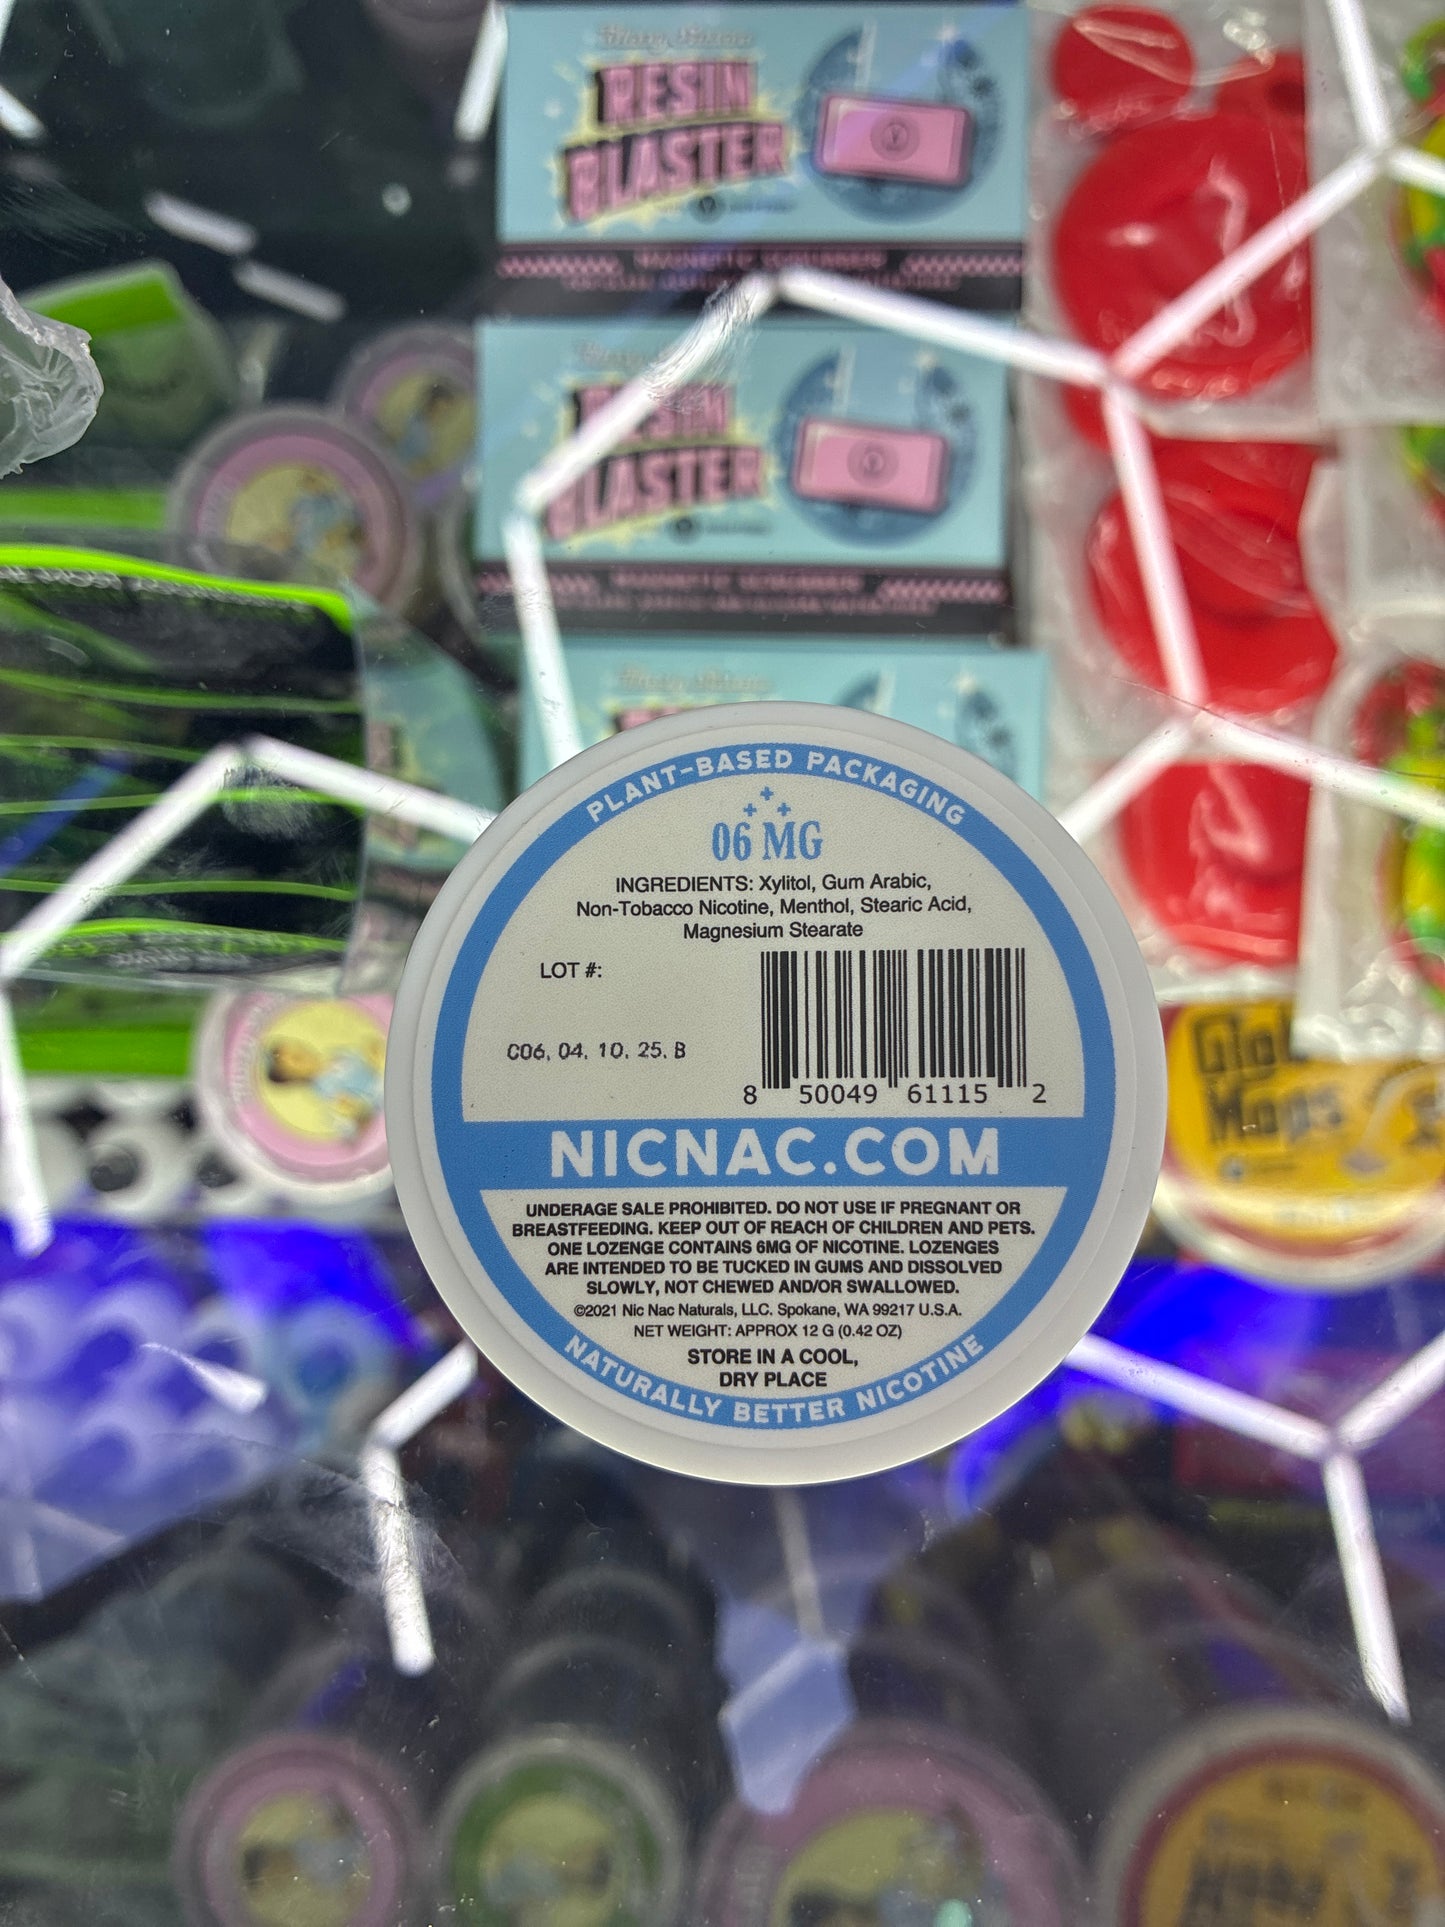 RESIN
BLASTER
RESIN
BLASTER
PLANT-BASED PACKAGING
06 MG
INGREDIENTS: Xylitol, Gum Arabic,
Non-Tobacco Nicotine, Menthol, Stearic Acid,
Magnesium Stearate
LOT #:
C06. 04. 10. 25. B
8 50049 61115 2
NICNAC.COM
UNDERAGE SALE PROHIBITED. DO NOT USE IF PREGNANT OR
BREASTFEEDING. KEEP OUT OF REACH OF CHILDREN AND PETS.
ONE LOZENGE CONTAINS 6MG OF NICOTINE. LOZENGES
ARE INTENDED TO BE TUCKED IN GUMS AND DISSOLVED
SLOWLY, NOT CHEWED AND/OR SWALLOWED.
©2021 Nic Nac Naturals, LLC. Spokane, WA 99217 U.S.A.
NET WEIGHT: APPROX 12 G (0.42 OZ)
STORE IN A COOL,
DRY PLACE
NATURALLY BETTER NICOTINE
Mops